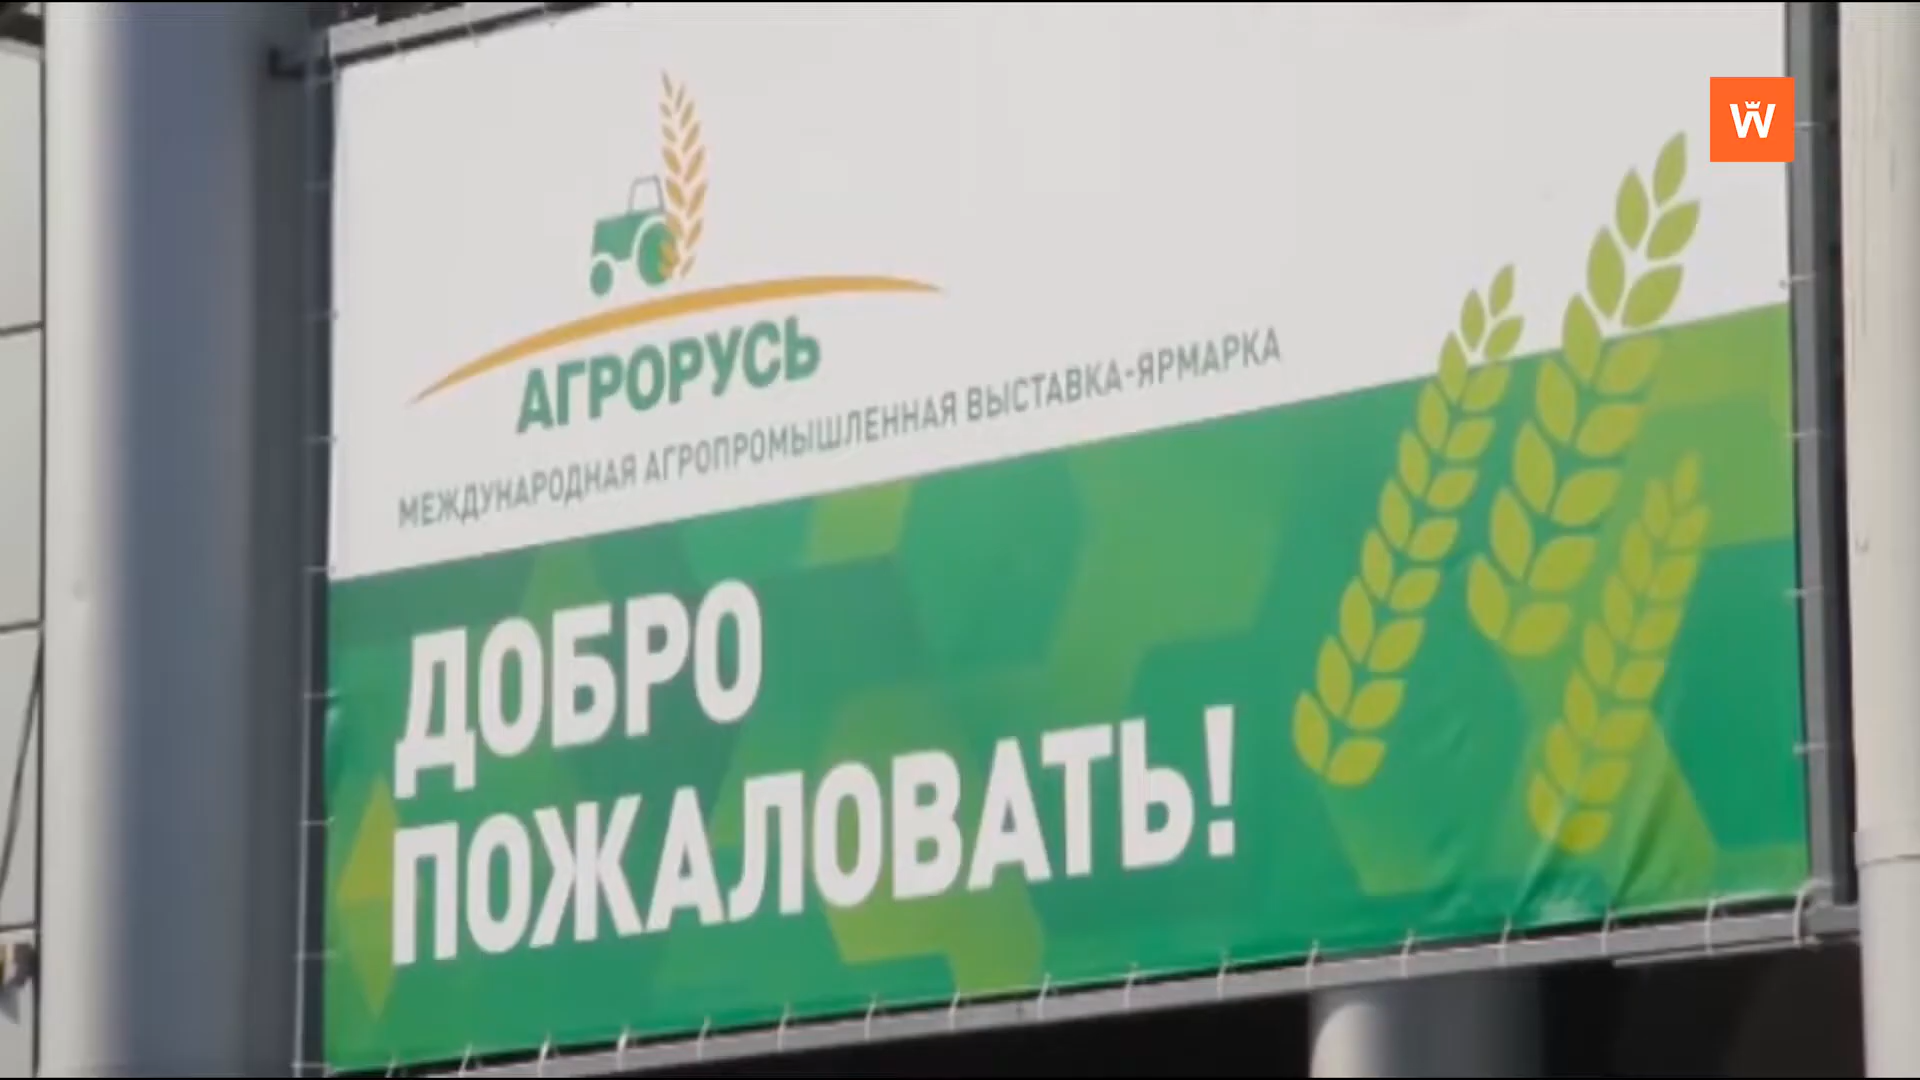 W
АГРОРУСЬ
МЕЖДУНАРОДНАЯ АГРОПРОМЫШЛЕННАЯ ВЫСТАВКА-ЯРМАРКА
ДОБРО
ПОЖАЛОВАТЬ!